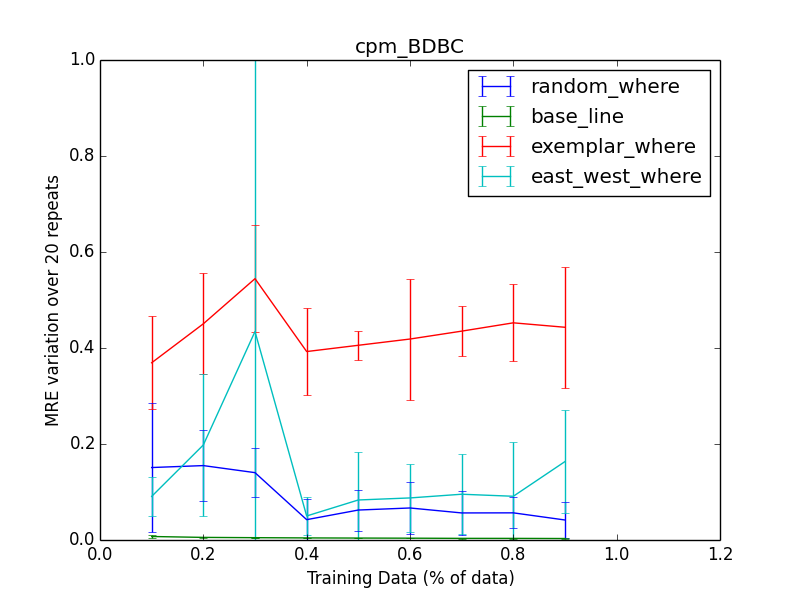 cpm_BDBC
1.0
random_where
base_line
exemplar_where
east_west_where
0.8
0.6
0.4
0.2
0.0
MRE variation over 20 repeats
0.0 0.2 0.4 0.6 0.8 1.0 1.2
Training Data (% of data)